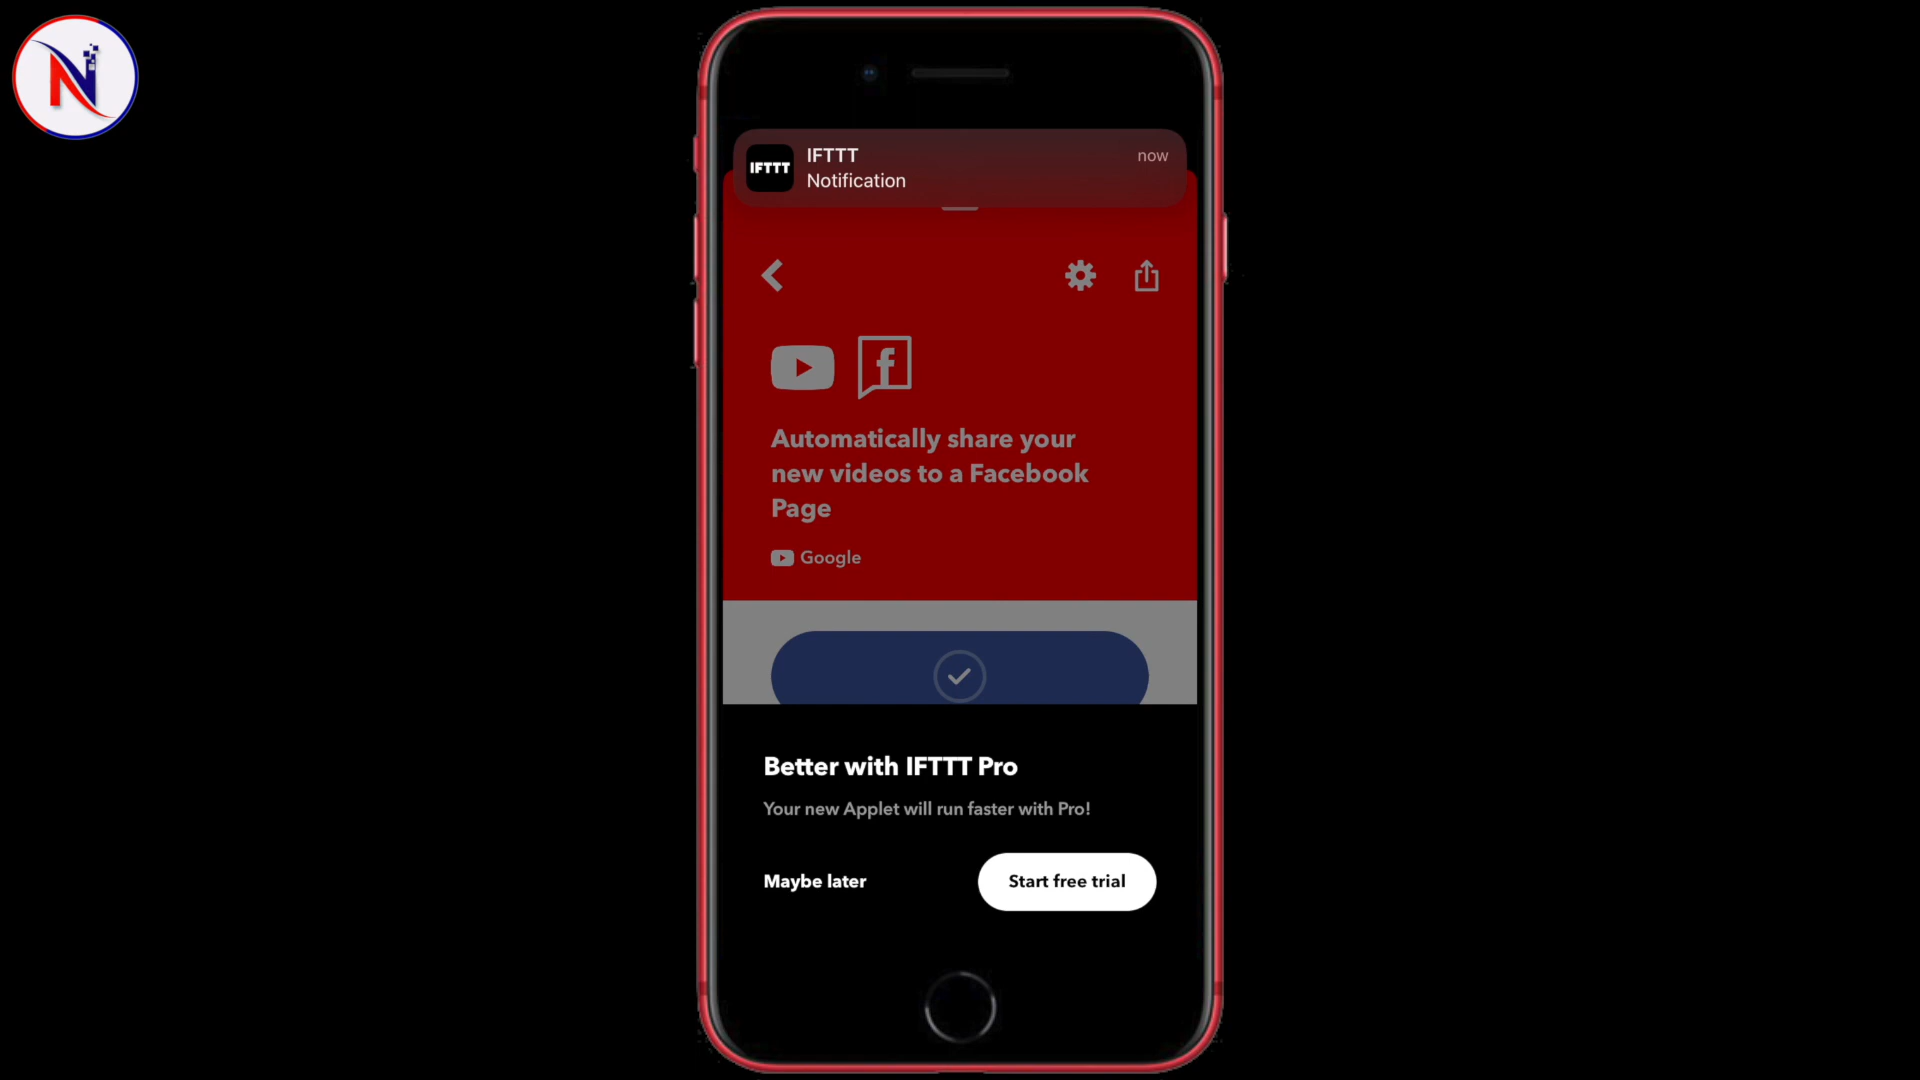 N
IFTTT
IFTTT
now
Notification
f
Automatically share your
new videos to a Facebook
Page
Google
Better with IFTTT Pro
Your new Applet will run faster with Pro!
Maybe later
Start free trial